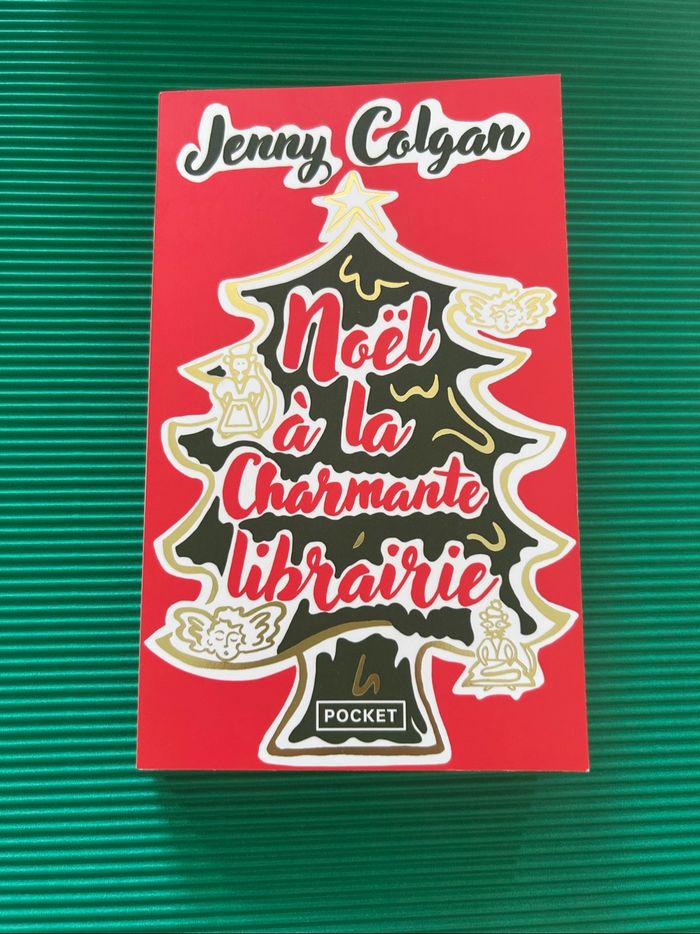 Jenny Colgan
Noël
à la
Charmante
librairie
POCKET